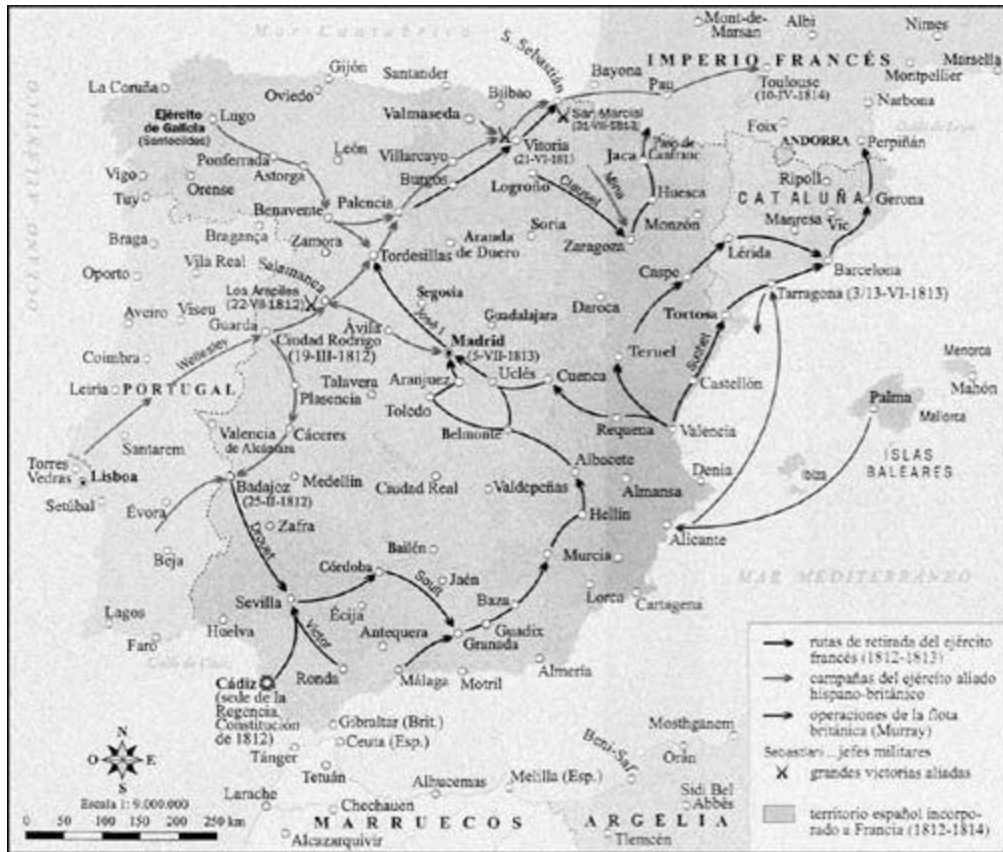 Mar Cantábrico
OCÉANO ATLÁNTICO
La Coruña
Gijón
Oviedo
Santander
Bilbao
S. Sebastián
Bayona
Pau
Mont-de-
Marsan
Albi
Nimes
IMPERIO FRANCÉS
Marsella
Montpellier
Toulouse
(10-IV-1814)
Narbona
Foix
ANDORRA
Perpiñán
Ejército
de Galicia
(Santocildes)
Lugo
Valmaseda
San Marcial
Villarcayo
Vitoria
(21-VI-181)
León
Ponferrada
Astorga
Vigo
Orense
Tuy
Burgos
Palencia
Benavente
Logroño
Clausel
Mina
Jaca
Paso de
Canfranc
Huesca
Monzón
Ripoll
CATALUÑA
Manresa
Vic
Gerona
Braga
Bragança
Zamora
Soria
Aranda
de Duero
Tordesillas
Zaragoza
Lérida
Barcelona
Oporto
Vila Real
Salamanca
Los Arapiles
(22-VII-1812)
Segovia
José I
Caspe
Daroca
Tarragona (3/13-VI-1813)
Tortosa
Aveiro
Viseu
Guarda
Ciudad Rodrigo
(19-III-1812)
Ávila
Guadalajara
Madrid
(5-VII-1813)
Teruel
Suchet
Menorca
Mahón
Coimbra
Wellesley
Leiria
PORTUGAL
Talavera
Plasencia
Aranjuez
Uclés
Cuenca
Castellón
Palma
Mallorca
Toledo
Belmonte
Requena
Valencia
Santarem
Valencia
de Alcántara
Cáceres
ISLAS
BALEARES
Ibiza
Torres
Vedras
Lisboa
Setúbal
Évora
Badajoz
(25-II-1812)
Medellín
Ciudad Real
Valdepeñas
Albacete
Almansa
Denia
Zafra
Drouet
Hellín
Alicante
Beja
Bailén
Murcia
MAR MEDITERRÁNEO
Córdoba
Jaén
Soult
Lorca
Cartagena
Lagos
Faro
Huelva
Sevilla
Écija
Baza
Victor
Antequera
Guadix
Granada
Golfo de Cádiz
Ronda
Málaga
Motril
Almería
Cádiz
(sede de la
Regencia,
Constitución
de 1812)
Gibraltar (Brit.)
Ceuta (Esp.)
Tánger
Tetuán
Alhucemas
Melilla (Esp.)
Beni-Saf
Mosthganem
Orán
Sidi Bel
Abbés
Larache
Chechauen
MARRUECOS
ARGELIA
Alcazarquivir
Tlemcén
N
O
E
S
Escala 1: 9.000.000
0 50 100 150 200 250 km
rutas de retirada del ejército
francés (1812-1813)
campañas del ejército aliado
hispano-británico
operaciones de la flota
británica (Murray)
Sebastiani ... jefes militares
grandes victorias aliadas
territorio español incorpo-
rado a Francia (1812-1814)